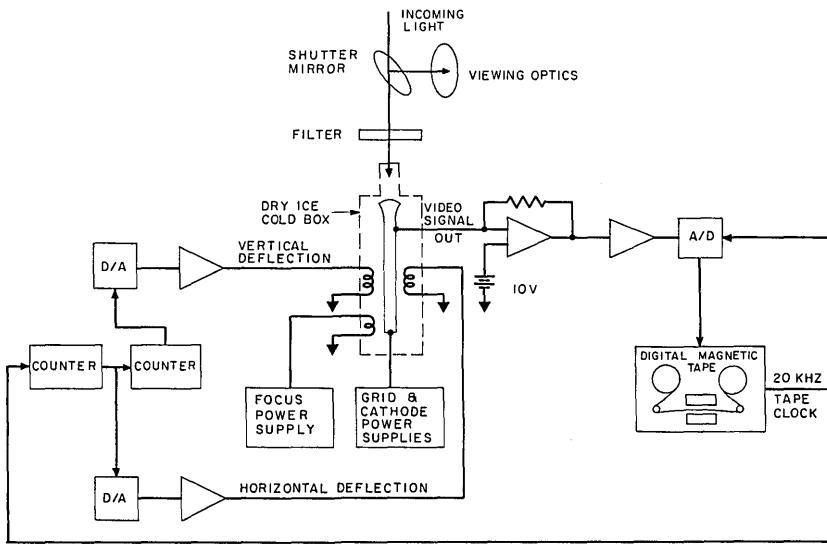 INCOMING
LIGHT
SHUTTER
MIRROR
VIEWING OPTICS
FILTER
DRY ICE
COLD BOX
VIDEO
SIGNAL
OUT
A/D
D/A
VERTICAL
DEFLECTION
10V
COUNTER
COUNTER
DIGITAL MAGNETIC
TAPE
20 KHZ
TAPE
CLOCK
FOCUS
POWER
SUPPLY
GRID &
CATHODE
POWER
SUPPLIES
D/A
HORIZONTAL DEFLECTION